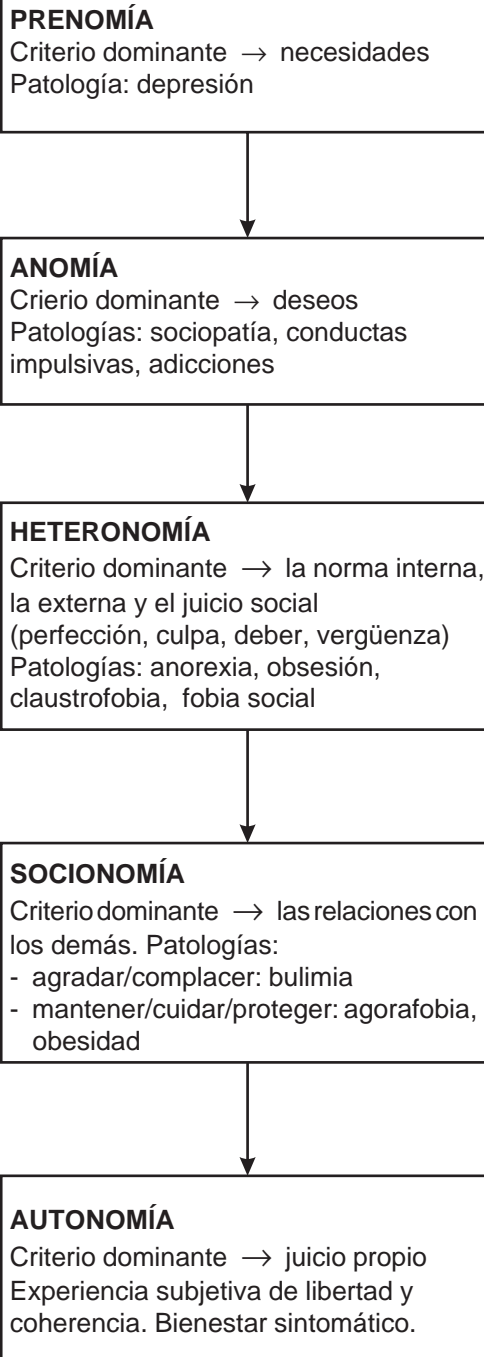 PRENOMÍA
Criterio dominante → necesidades
Patología: depresión
ANOMÍA
Crierio dominante → deseos
Patologías: sociopatía, conductas
impulsivas, adicciones
HETERONOMÍA
Criterio dominante → la norma interna,
la externa y el juicio social
(perfección, culpa, deber, vergüenza)
Patologías: anorexia, obsesión,
claustrofobia, fobia social
SOCIONOMÍA
Criterio dominante → las relaciones con
los demás. Patologías:
- agradar/complacer: bulimia
- mantener/cuidar/proteger: agorafobia,
obesidad
AUTONOMÍA
Criterio dominante → juicio propio
Experiencia subjetiva de libertad y
coherencia. Bienestar sintomático.